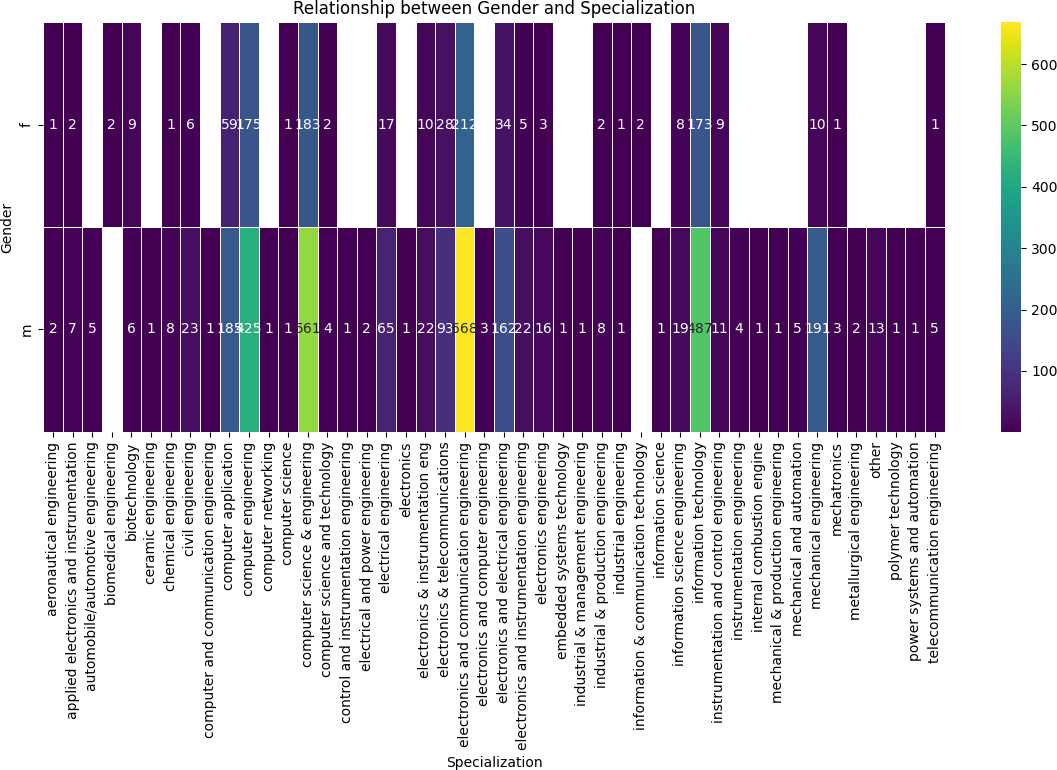 Relationship between Gender and Specialization
600
500
400
300
200
100
Gender
f
1 2 2 9 1 6 59 175 1 183 2 17 10 28 212 34 5 3 2 1 2 8 173 9 10 1 1
m
2 7 5 6 1 8 23 1 185 425 1 1 561 4 1 2 65 1 22 93 668 3 162 22 16 1 1 8 1 1 19 487 11 4 1 1 5 191 3 2 13 1 1 5
aeronautical engineering
applied electronics and instrumentation
automobile/automotive engineering
biomedical engineering
biotechnology
ceramic engineering
chemical engineering
civil engineering
computer and communication engineering
computer application
computer engineering
computer networking
computer science
computer science & engineering
computer science and technology
control and instrumentation engineering
electrical and power engineering
electrical engineering
electronics
electronics & instrumentation eng
electronics & telecommunications
electronics and communication engineering
electronics and computer engineering
electronics and electrical engineering
electronics and instrumentation engineering
electronics engineering
embedded systems technology
industrial & management engineering
industrial & production engineering
industrial engineering
information & communication technology
information science
information science engineering
information technology
instrumentation and control engineering
instrumentation engineering
internal combustion engine
mechanical & production engineering
mechanical and automation
mechanical engineering
mechatronics
metallurgical engineering
other
polymer technology
power systems and automation
telecommunication engineering
Specialization